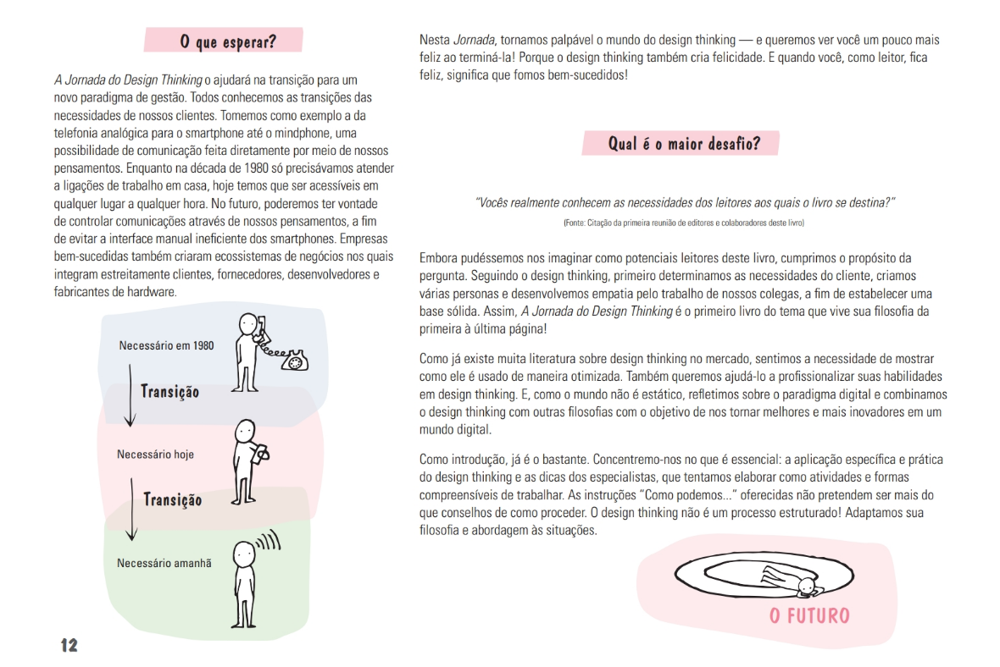 O que esperar?
A Jornada do Design Thinking o ajudará na transição para um
novo paradigma de gestão. Todos conhecemos as transições das
necessidades de nossos clientes. Tomemos como exemplo a da
telefonia analógica para o smartphone até o mindphone, uma
possibilidade de comunicação feita diretamente por meio de nossos
pensamentos. Enquanto na década de 1980 só precisávamos atender
a ligações de trabalho em casa, hoje temos que ser acessíveis em
qualquer lugar a qualquer hora. No futuro, poderemos ter vontade
de controlar comunicações através de nossos pensamentos, a fim
de evitar a interface manual ineficiente dos smartphones. Empresas
bem-sucedidas também criaram ecossistemas de negócios nos quais
integram estreitamente clientes, fornecedores, desenvolvedores e
fabricantes de hardware.
Necessário em 1980
Transição
Necessário hoje
Transição
Necessário amanhã
12
Nesta Jornada, tornamos palpável o mundo do design thinking — e queremos ver você um pouco mais
feliz ao terminá-la! Porque o design thinking também cria felicidade. E quando você, como leitor, fica
feliz, significa que fomos bem-sucedidos!
Qual é o maior desafio?
“Vocês realmente conhecem as necessidades dos leitores aos quais o livro se destina?”
(Fonte: Citação da primeira reunião de editores e colaboradores deste livro)
Embora pudéssemos nos imaginar como potenciais leitores deste livro, cumprimos o propósito da
pergunta. Seguindo o design thinking, primeiro determinamos as necessidades do cliente, criamos
várias personas e desenvolvemos empatia pelo trabalho de nossos colegas, a fim de estabelecer uma
base sólida. Assim, A Jornada do Design Thinking é o primeiro livro do tema que vive sua filosofia da
primeira à última página!
Como já existe muita literatura sobre design thinking no mercado, sentimos a necessidade de mostrar
como ele é usado de maneira otimizada. Também queremos ajudá-lo a profissionalizar suas habilidades
em design thinking. E, como o mundo não é estático, refletimos sobre o paradigma digital e combinamos
o design thinking com outras filosofias com o objetivo de nos tornar melhores e mais inovadores em um
mundo digital.
Como introdução, já é o bastante. Concentremo-nos no que é essencial: a aplicação específica e prática
do design thinking e as dicas dos especialistas, que tentamos elaborar como atividades e formas
compreensíveis de trabalhar. As instruções “Como podemos...” oferecidas não pretendem ser mais do
que conselhos de como proceder. O design thinking não é um processo estruturado! Adaptamos sua
filosofia e abordagem às situações.
O FUTURO